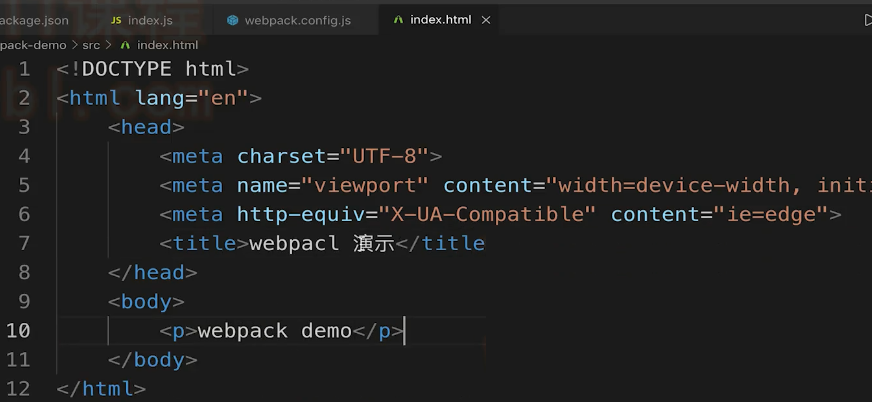 ackage.json JS index.js webpack.config.js index.html
pack-demo > src > index.html
1 <!DOCTYPE html>
2 <html lang="en">
3 <head>
4 <meta charset="UTF-8">
5 <meta name="viewport" content="width=device-width, initi
6 <meta http-equiv="X-UA-Compatible" content="ie=edge">
7 <title>webpacl 演示</title
8 </head>
9 <body>
10 <p>webpack demo</p>
11 </body>
12 </html>